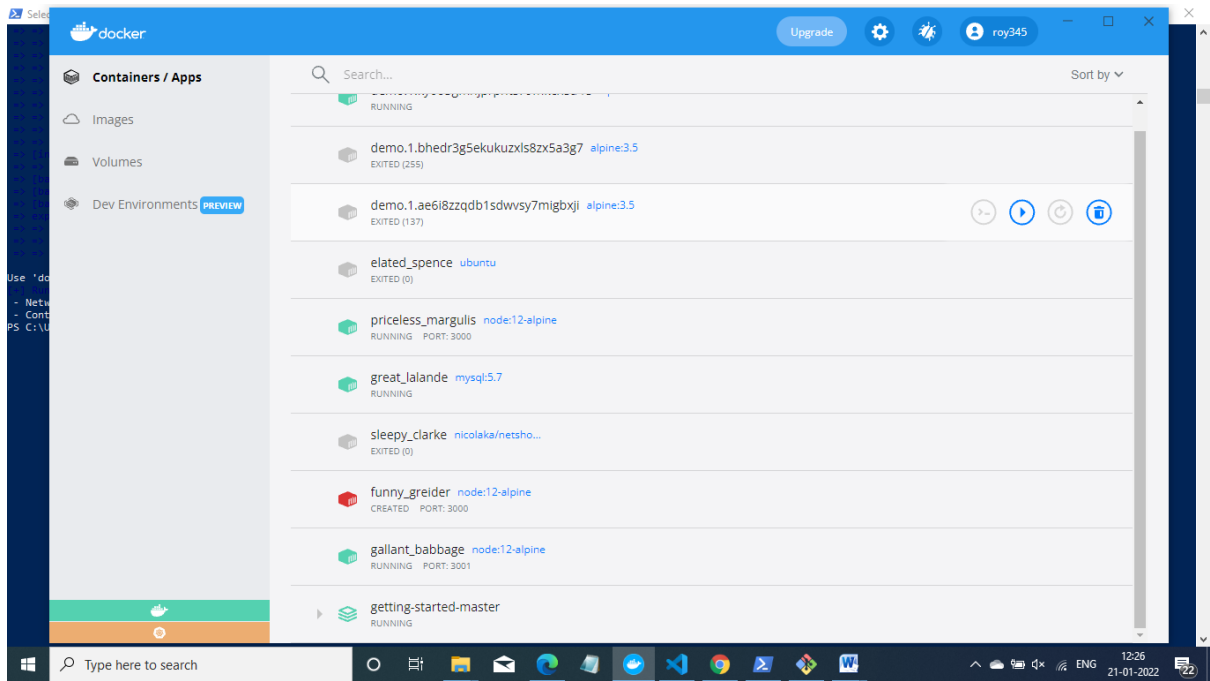 Selec
docker
Upgrade
roy345
Containers / Apps
Images
Volumes
Dev Environments PREVIEW
Search...
Sort by
RUNNING
demo.1.bhedr3g5ekukuzxls8zx5a3g7 alpine:3.5
EXITED (255)
demo.1.ae6i8zzqdb1sdwvsy7migbxji alpine:3.5
EXITED (137)
elated_spence ubuntu
EXITED (0)
priceless_margulis node:12-alpine
RUNNING PORT: 3000
great_lalande mysql:5.7
RUNNING
sleepy_clarke nicolaka/netsho...
EXITED (0)
funny_greider node:12-alpine
CREATED PORT: 3000
gallant_babbage node:12-alpine
RUNNING PORT: 3001
getting-started-master
RUNNING
Use 'do
- Netw
- Cont
PS C:\U
Type here to search
ENG
12:26
21-01-2022
22